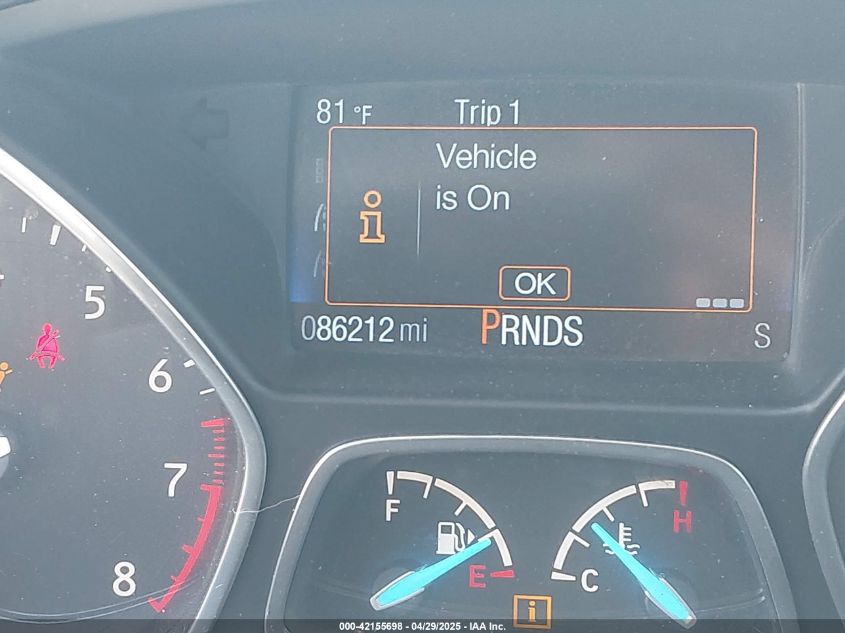 81 °F Trip 1
Vehicle
is On
OK
086212 mi PRNDS S
5
6
7
8
F
E
C
H
i
000-42155698 - 04/29/2025 - IAA Inc.